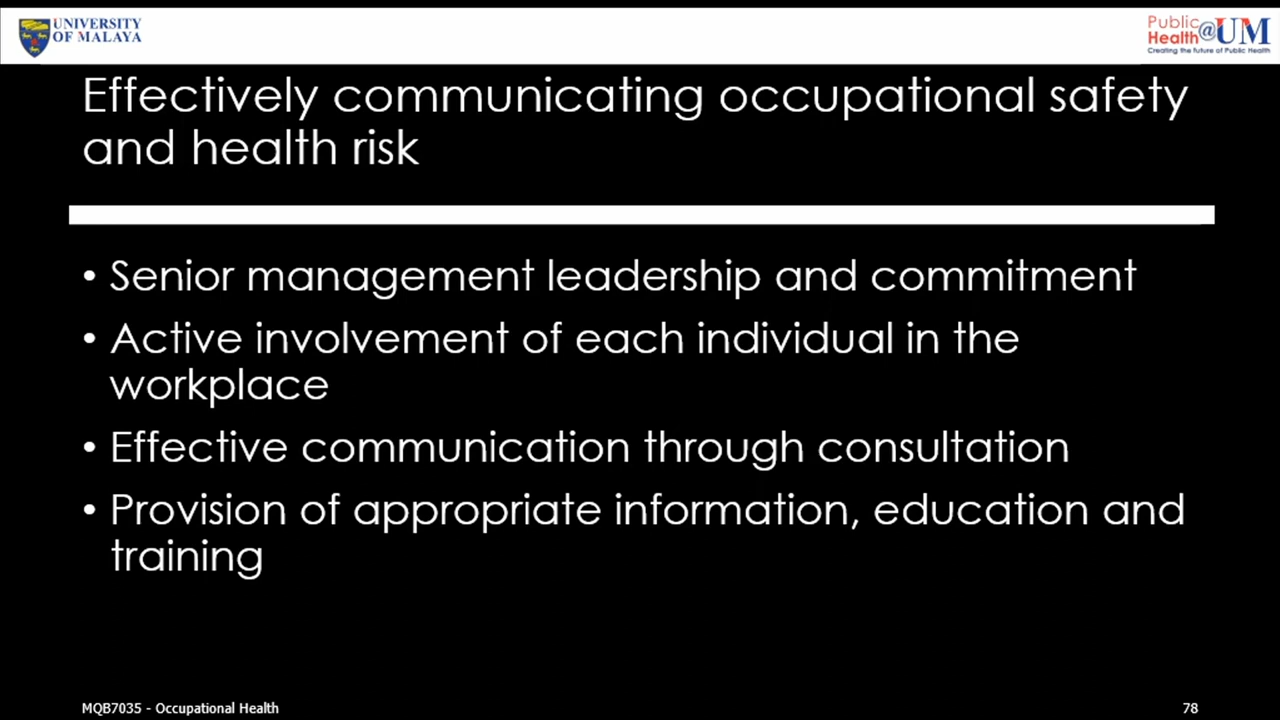 UNIVERSITY
OF MALAYA
Public
Health@UM
Creating the future of Public Health
Effectively communicating occupational safety
and health risk
• Senior management leadership and commitment
• Active involvement of each individual in the
workplace
• Effective communication through consultation
• Provision of appropriate information, education and
training
MQB7035 - Occupational Health
78